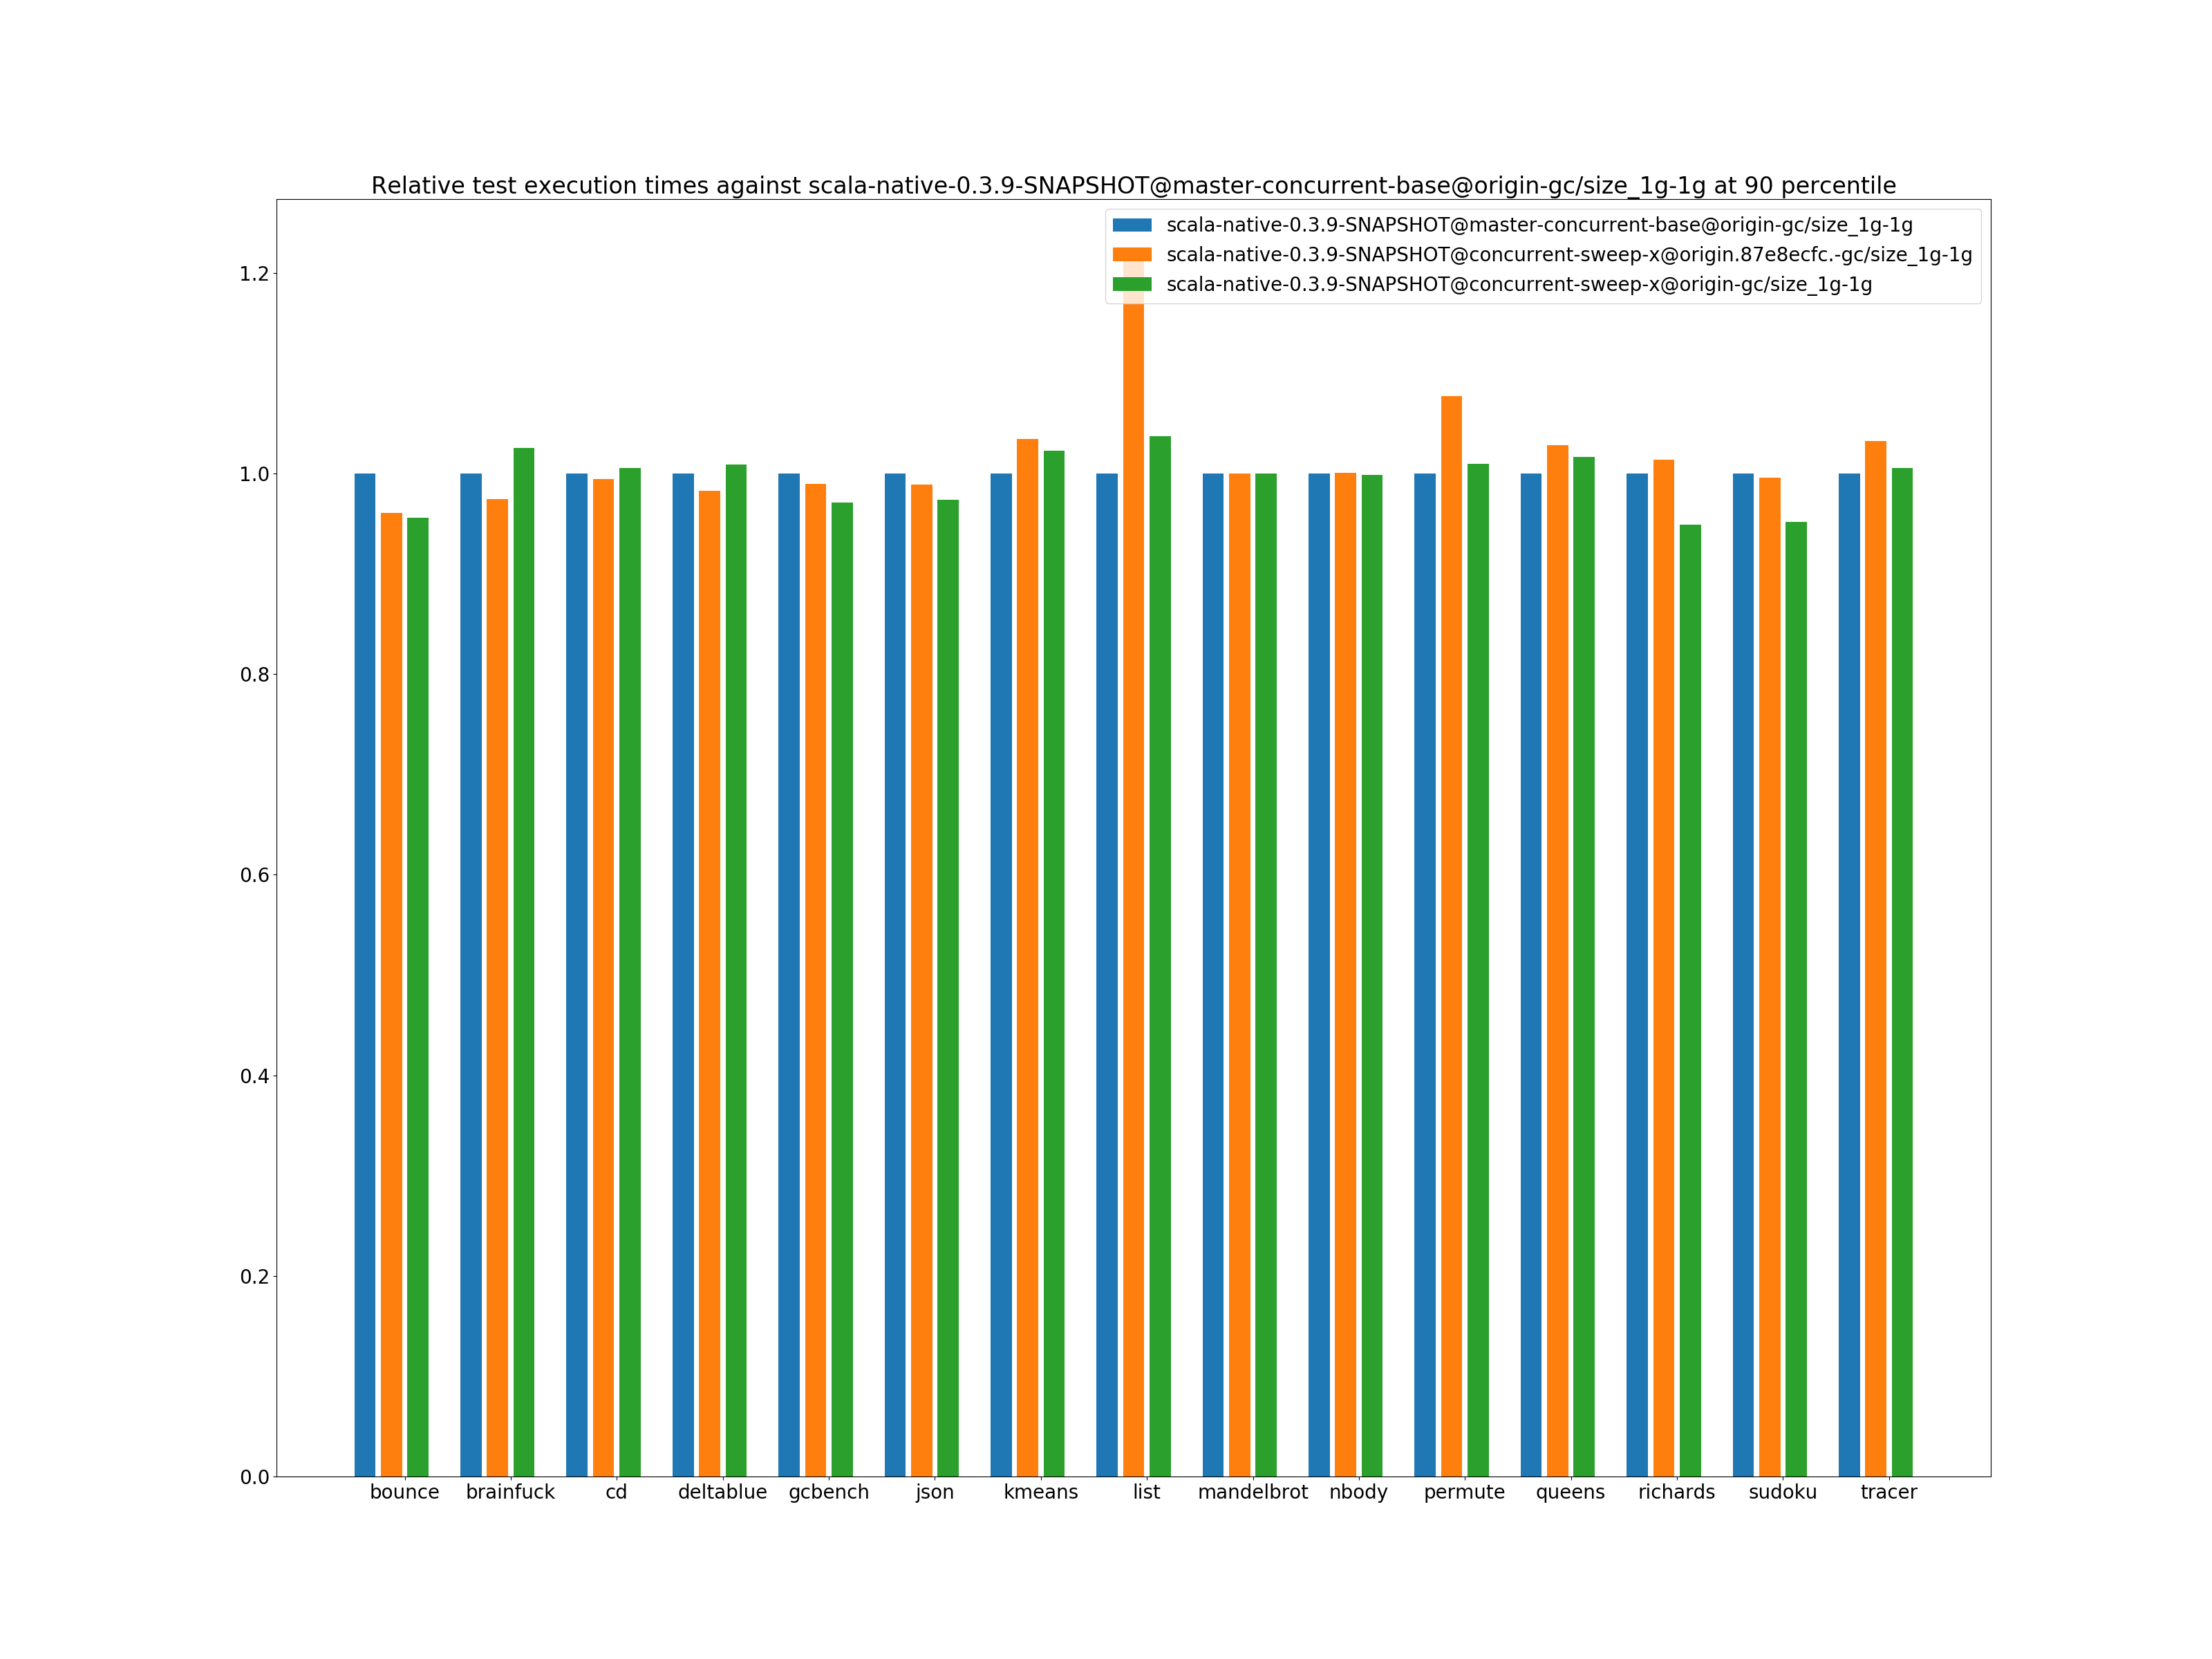 Relative test execution times against scala-native-0.3.9-SNAPSHOT@master-concurrent-base@origin-gc/size_1g-1g at 90 percentile
scala-native-0.3.9-SNAPSHOT@master-concurrent-base@origin-gc/size_1g-1g
scala-native-0.3.9-SNAPSHOT@concurrent-sweep-x@origin.87e8ecfc.-gc/size_1g-1g
scala-native-0.3.9-SNAPSHOT@concurrent-sweep-x@origin-gc/size_1g-1g
1.2
1.0
0.8
0.6
0.4
0.2
0.0
bounce brainfuck cd deltablue gcbench json kmeans list mandelbrot nbody permute queens richards sudoku tracer